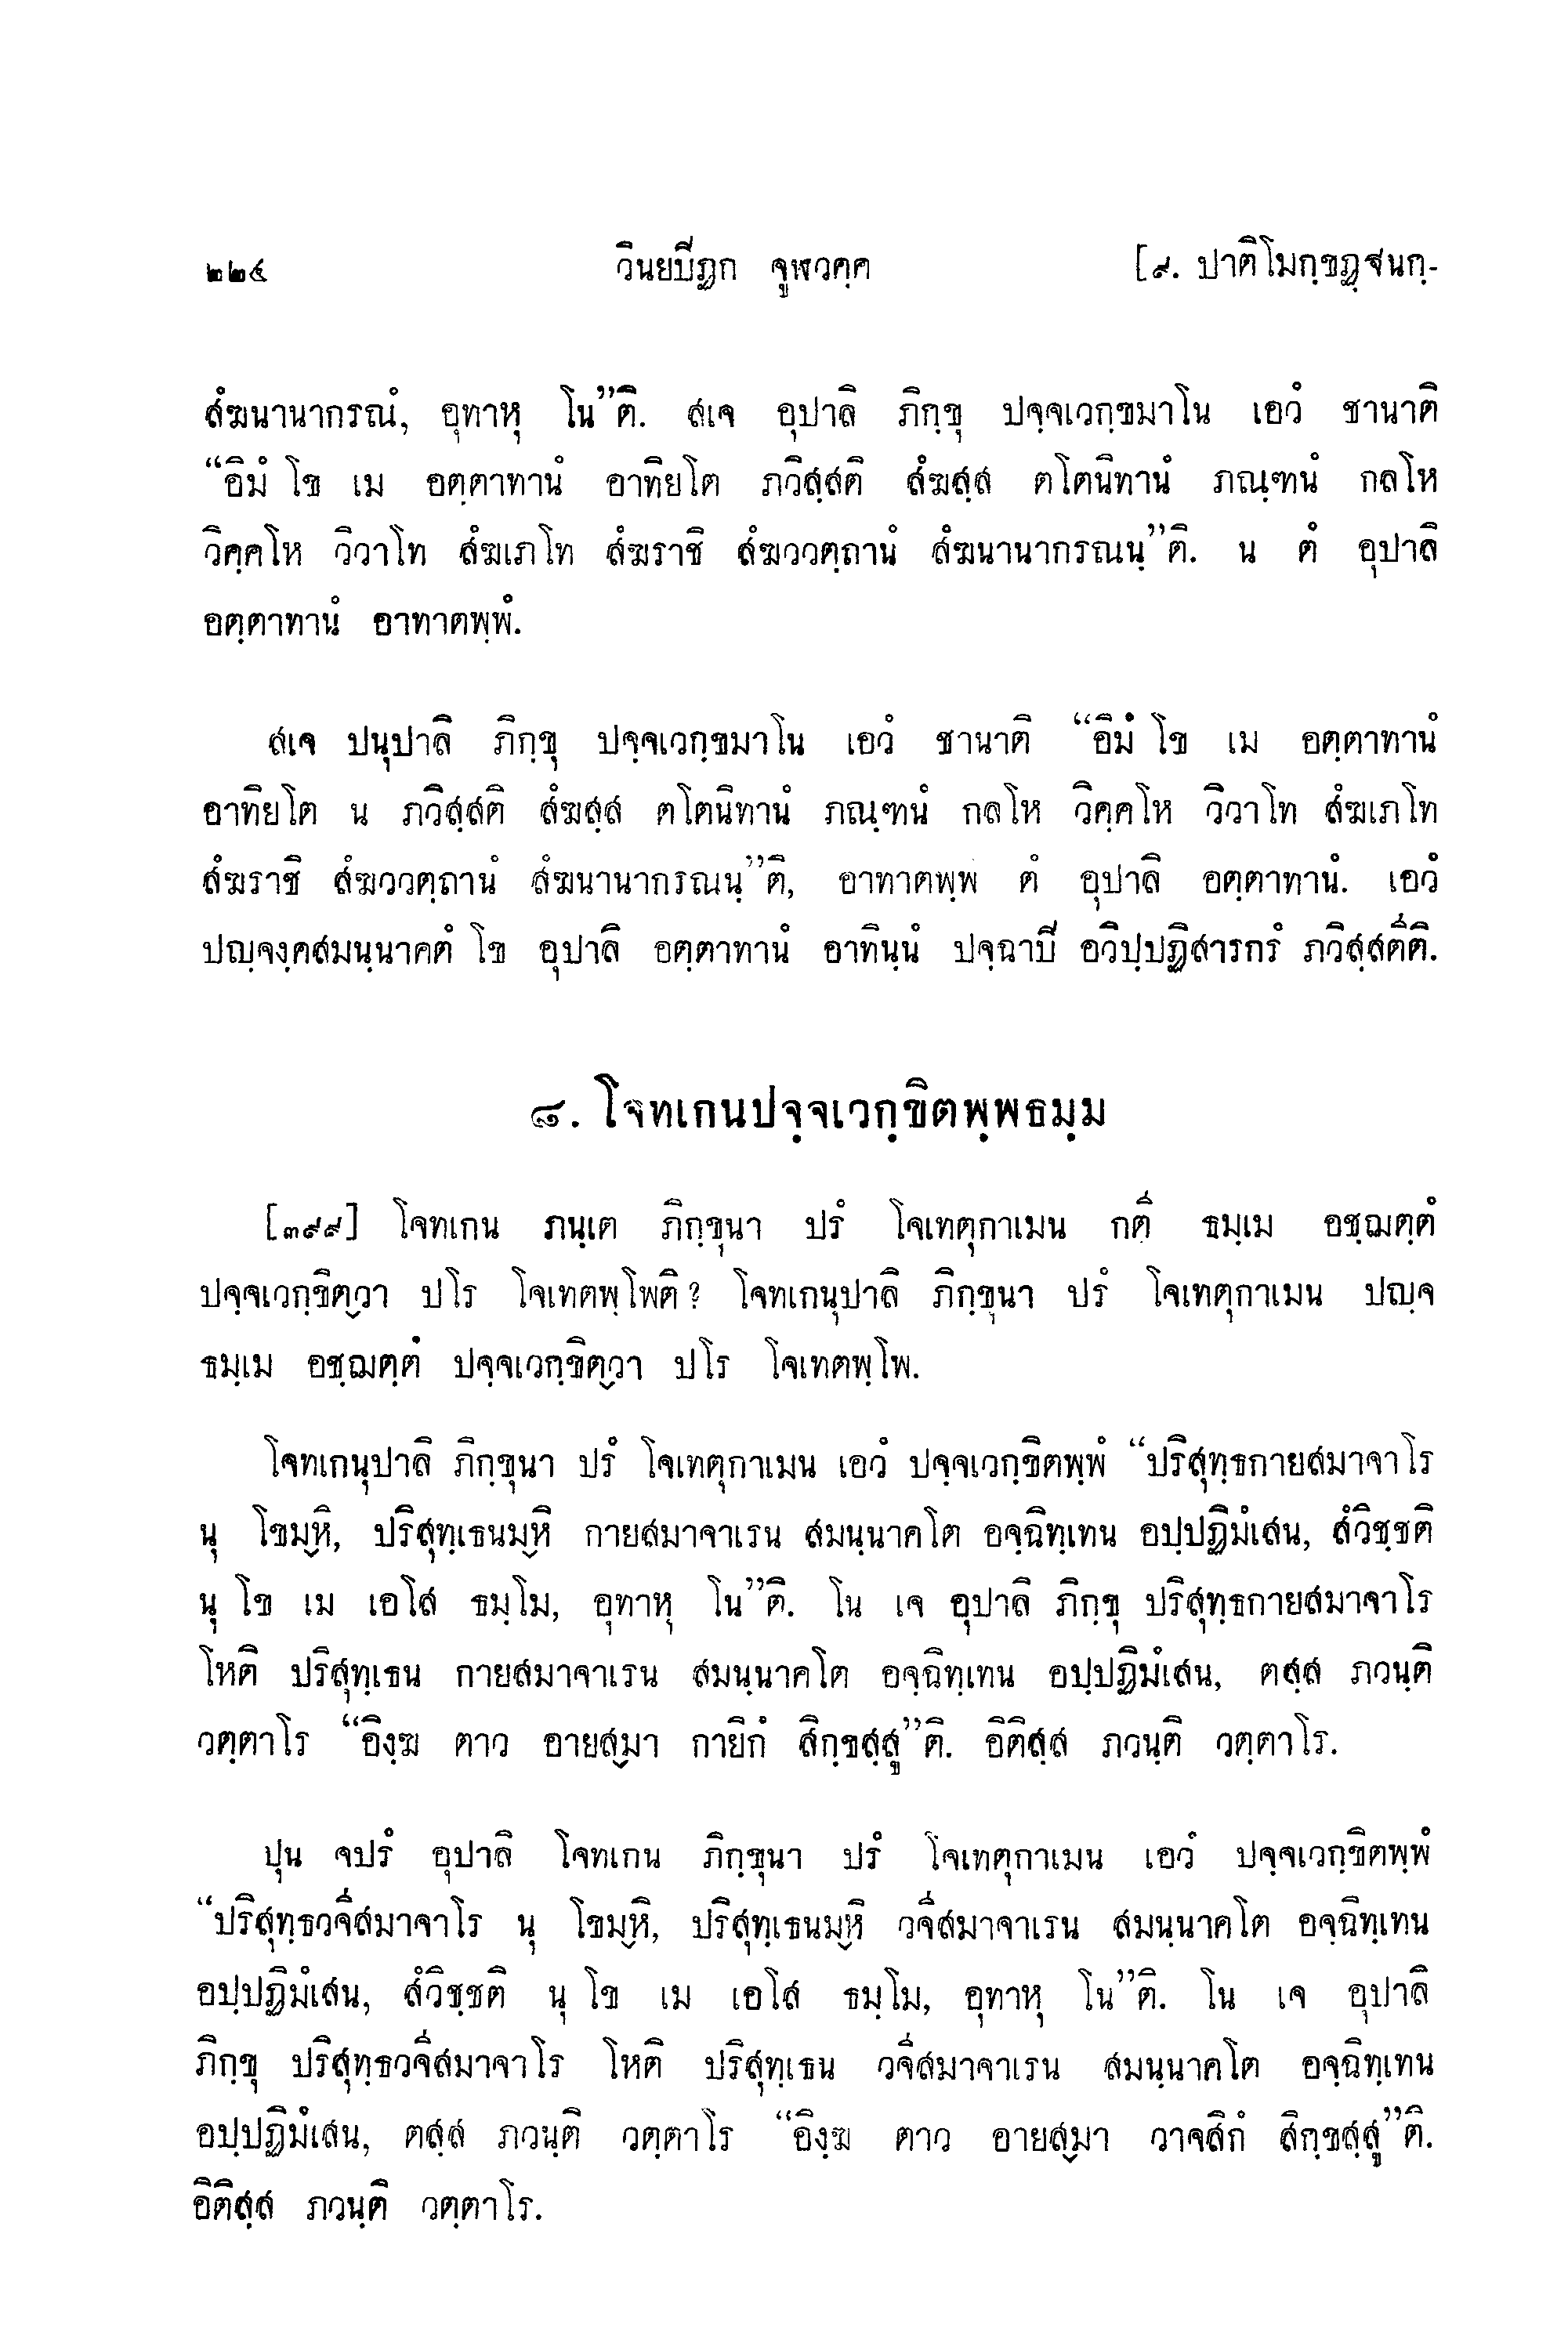 ๒๒๔ วินยปิฏก จูฬวคฺค [๙. ปาติโมกฺขฏฺฐนกฺ-
สํฆนานากรณํ, อุทาหุ โน”ติ. สเจ อุปาลิ ภิกฺขุ ปจฺจเวกฺขมาโน เอวํ ชานาติ
“อิมํ โข เม อตฺตาทานํ อาทิยโต ภวิสฺสติ สํฆสฺส ตโตนิทานํ ภณฺฑนํ กลโห
วิคฺคโห วิวาโท สํฆเภโท สํฆราชิ สํฆววตฺถานํ สํฆนานากรณนฺ”ติ. น ตํ อุปาลิ
อตฺตาทานํ อาทาตพฺพํ.
สเจ ปนุปาลิ ภิกฺขุ ปจฺจเวกฺขมาโน เอวํ ชานาติ “อิมํ โข เม อตฺตาทานํ
อาทิยโต น ภวิสฺสติ สํฆสฺส ตโตนิทานํ ภณฺฑนํ กลโห วิคฺคโห วิวาโท สํฆเภโท
สํฆราชิ สํฆววตฺถานํ สํฆนานากรณนฺ”ติ, อาทาตพฺพ ตํ อุปาลิ อตฺตาทานํ. เอวํ
ปญฺจงฺคสมนฺนาคตํ โข อุปาลิ อตฺตาทานํ อาทินฺนํ ปจฺฉาปิ อวิปฺปฏิสารกรํ ภวิสฺสตีติ.
๘. โจทเกนปจฺจเวกฺขิตพฺพธมฺม
[๓๙๙] โจทเกน ภนฺเต ภิกฺขุนา ปรํ โจเทตุกาเมน กตี ธมฺเม อชฺฌตฺตํ
ปจฺจเวกฺขิตฺวา ปโร โจเทตพฺโพติ? โจทเกนุปาลิ ภิกฺขุนา ปรํ โจเทตุกาเมน ปญฺจ
ธมฺเม อชฺฌตฺตํ ปจฺจเวกฺขิตฺวา ปโร โจเทตพฺโพ.
โจทเกนุปาลิ ภิกฺขุนา ปรํ โจเทตุกาเมน เอวํ ปจฺจเวกฺขิตพฺพํ “ปริสุทฺธกายสมาจาโร
นุ โขมฺหิ, ปริสุทฺเธนมฺหิ กายสมาจาเรน สมนฺนาคโต อจฺฉิทฺเทน อปฺปฏิมํเสน, สํวิชฺชติ
นุ โข เม เอโส ธมฺโม, อุทาหุ โน”ติ. โน เจ อุปาลิ ภิกฺขุ ปริสุทฺธกายสมาจาโร
โหติ ปริสุทฺเธน กายสมาจาเรน สมนฺนาคโต อจฺฉิทฺเทน อปฺปฏิมํเสน, ตสฺส ภวนฺติ
วตฺตาโร “อิงฺฆ ตาว อายสฺมา กายิกํ สิกฺขสฺสู”ติ. อิติสฺส ภวนฺติ วตฺตาโร.
ปุน จปรํ อุปาลิ โจทเกน ภิกฺขุนา ปรํ โจเทตุกาเมน เอวํ ปจฺจเวกฺขิตพฺพํ
“ปริสุทฺธวจีสมาจาโร นุ โขมฺหิ, ปริสุทฺเธนมฺหิ วจีสมาจาเรน สมนฺนาคโต อจฺฉิทฺเทน
อปฺปฏิมํเสน, สํวิชฺชติ นุ โข เม เอโส ธมฺโม, อุทาหุ โน”ติ. โน เจ อุปาลิ
ภิกฺขุ ปริสุทฺธวจีสมาจาโร โหติ ปริสุทฺเธน วจีสมาจาเรน สมนฺนาคโต อจฺฉิทฺเทน
อปฺปฏิมํเสน, ตสฺส ภวนฺติ วตฺตาโร “อิงฺฆ ตาว อายสฺมา วาจสิกํ สิกฺขสฺสู”ติ.
อิติสฺส ภวนฺติ วตฺตาโร.